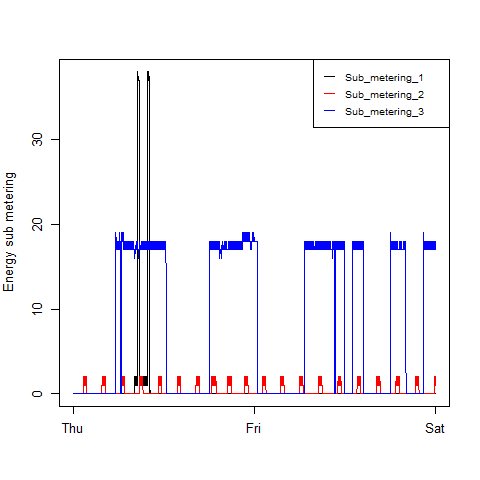 Sub_metering_1
Sub_metering_2
Sub_metering_3
Energy sub metering
30
20
10
0
Thu
Fri
Sat